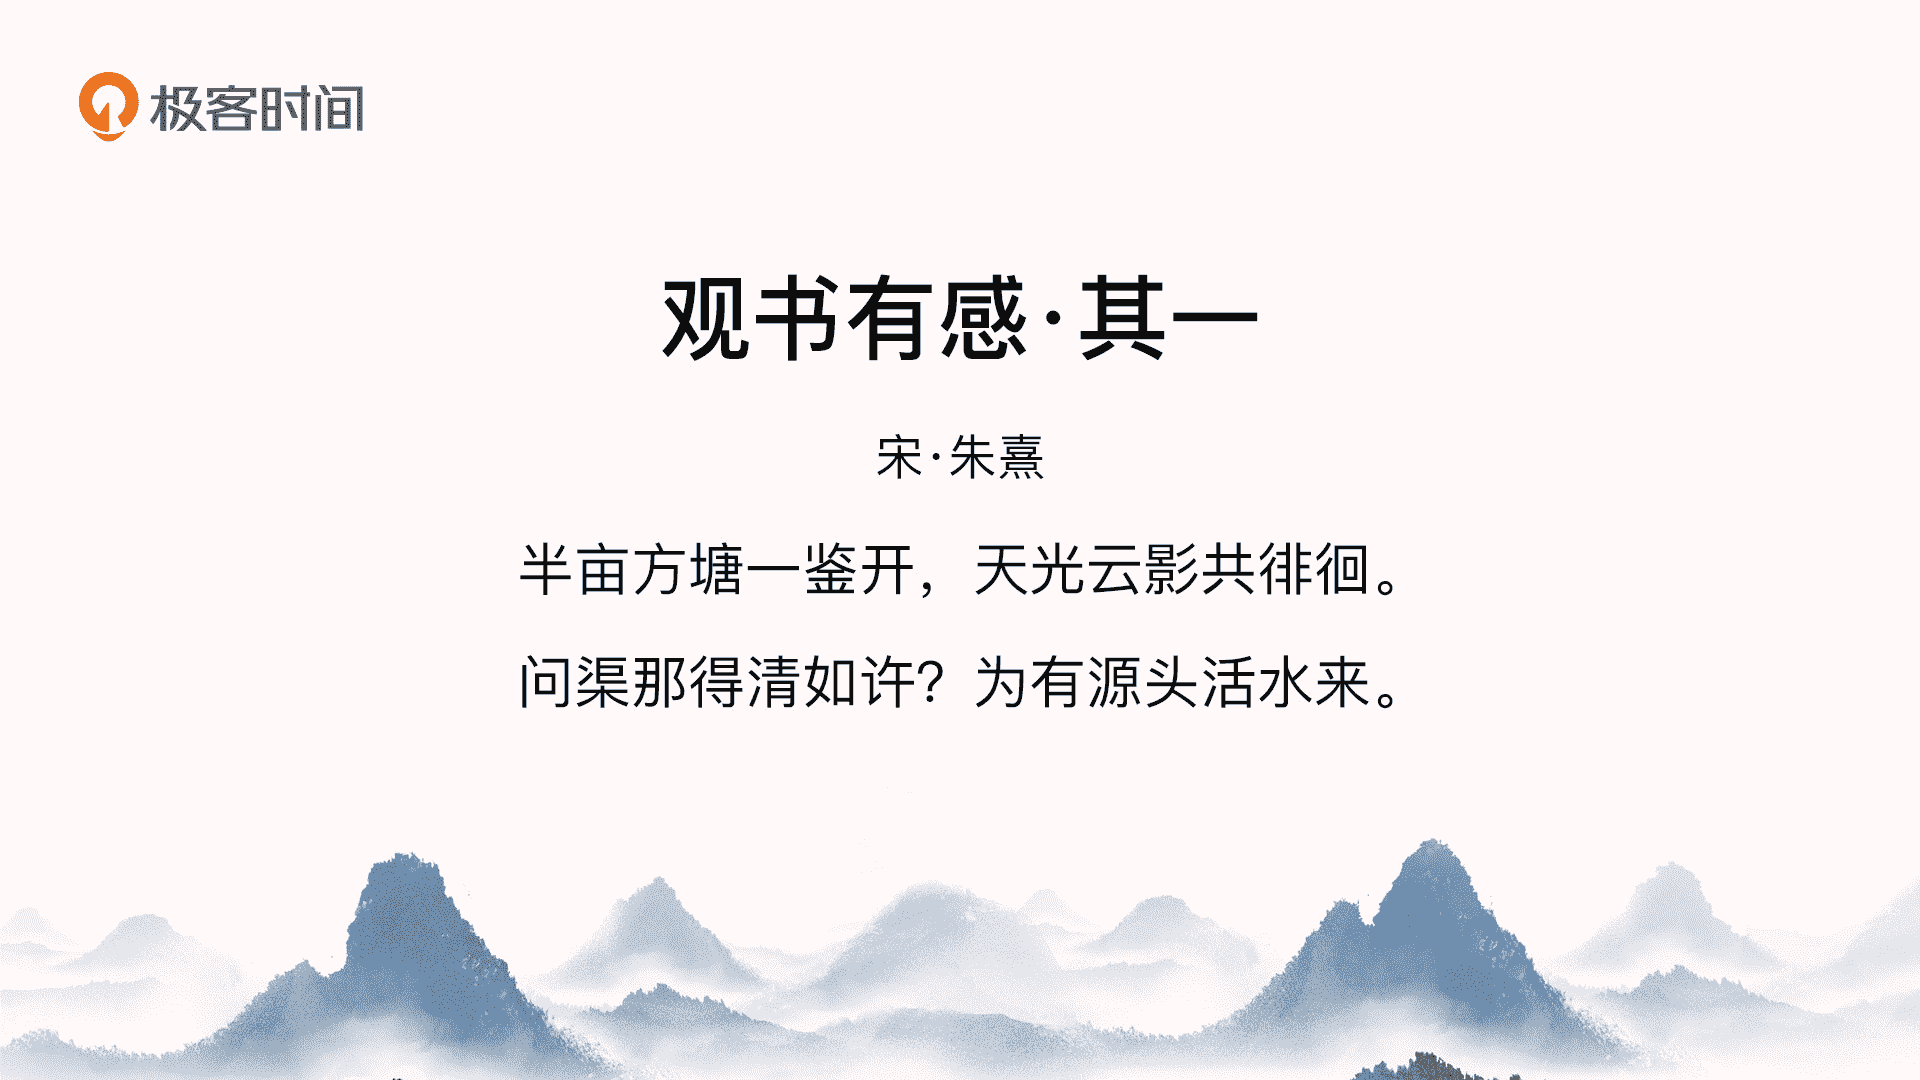 极客时间
观书有感·其一
宋·朱熹
半亩方塘一鉴开，天光云影共徘徊。
问渠那得清如许？为有源头活水来。